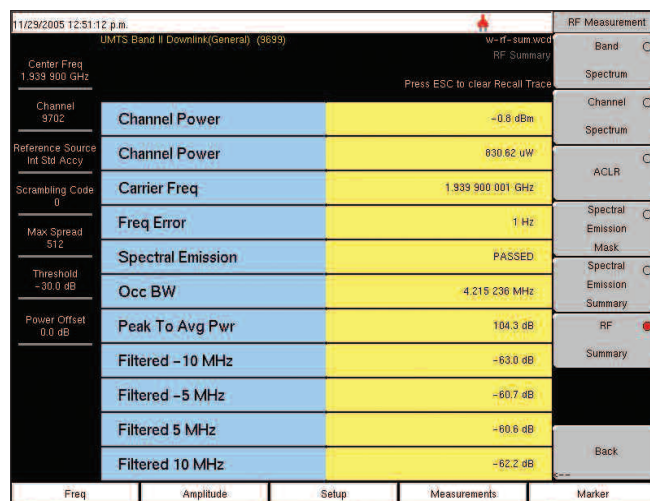 11/29/2005 12:51:12 p.m.
UMTS Band II Downlink(General) (9699)
w-rf-sum.wcd
RF Summary
Press ESC to clear Recall Trace
Center Freq
1.939 900 GHz
Channel
9702
Reference Source
Int Std Accy
Scrambling Code
0
Max Spread
512
Threshold
-30.0 dB
Power Offset
0.0 dB
Channel Power -0.8 dBm
Channel Power 830.62 uW
Carrier Freq 1.939 900 001 GHz
Freq Error 1 Hz
Spectral Emission PASSED
Occ BW 4.215 236 MHz
Peak To Avg Pwr 104.3 dB
Filtered -10 MHz -63.0 dB
Filtered -5 MHz -60.7 dB
Filtered 5 MHz -60.6 dB
Filtered 10 MHz -62.2 dB
RF Measurement
Band
Spectrum
Channel
Spectrum
ACLR
Spectral
Emission
Mask
Spectral
Emission
Summary
RF
Summary
Back
<--
Freq
Amplitude
Setup
Measurements
Marker